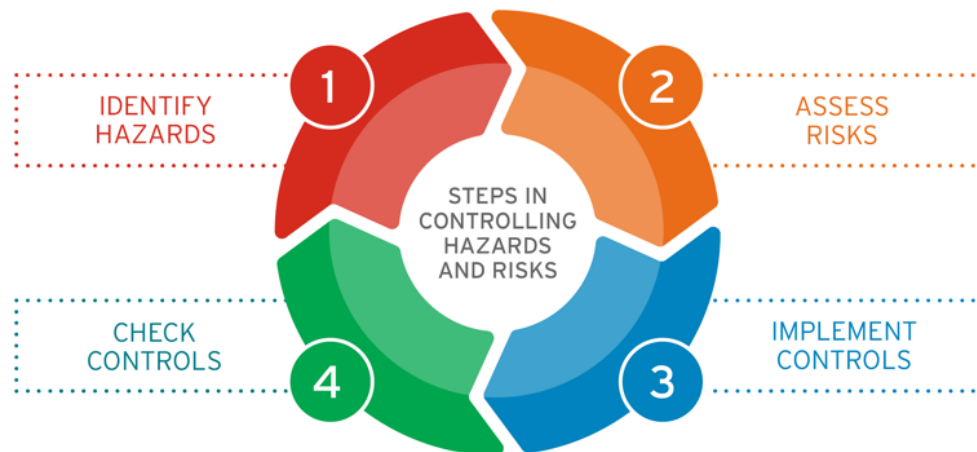 1
IDENTIFY
HAZARDS
2
ASSESS
RISKS
STEPS IN
CONTROLLING
HAZARDS
AND RISKS
3
IMPLEMENT
CONTROLS
4
CHECK
CONTROLS